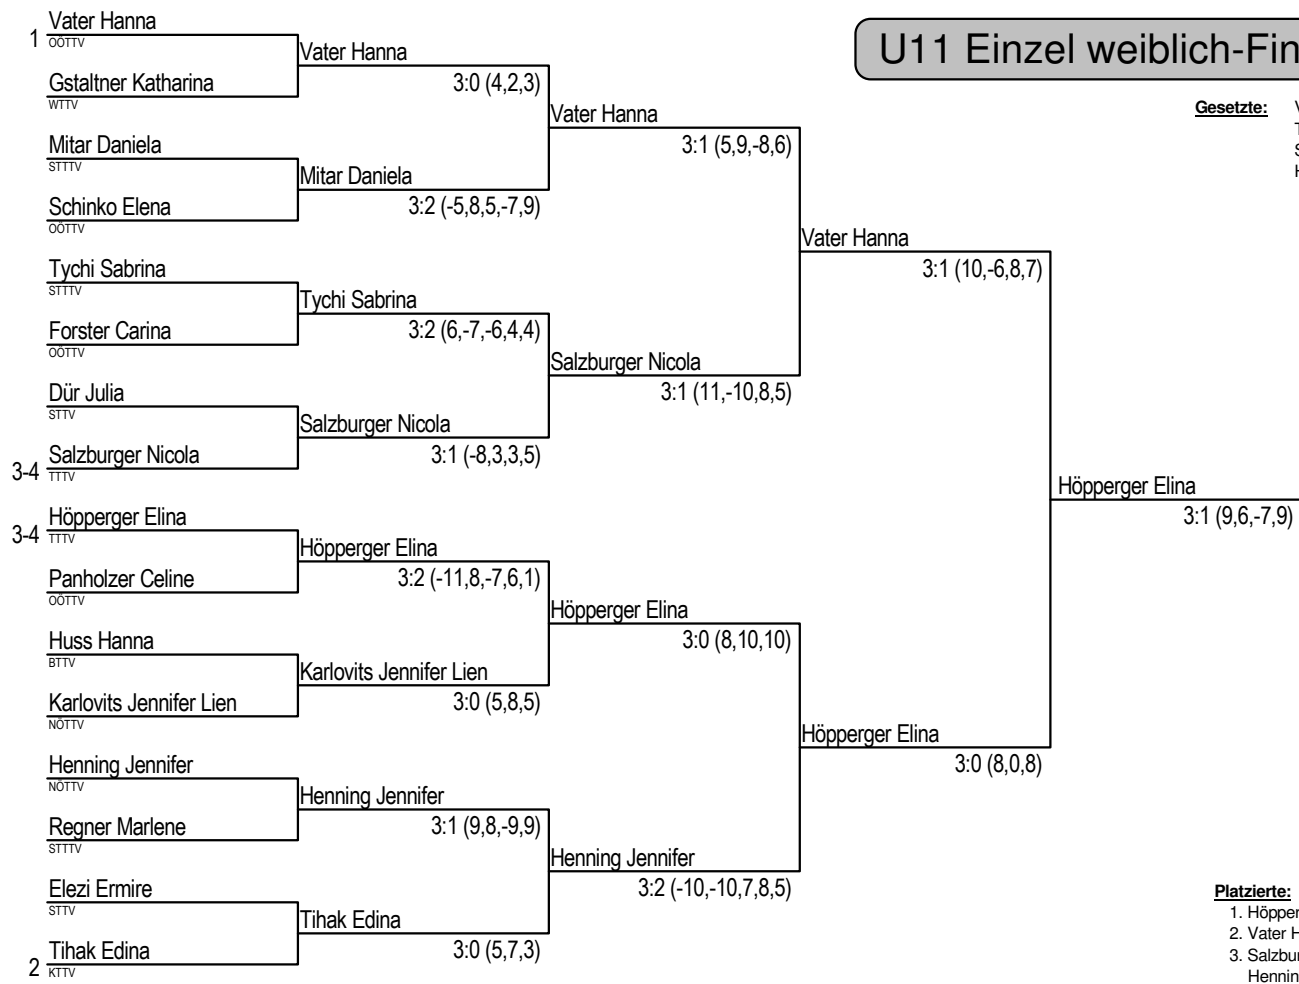 U11 Einzel weiblich-Fin
Gesetzte:
1
Vater Hanna
OÖTTV
Gstaltner Katharina
WTTV
Mitar Daniela
STTTV
Schinko Elena
OÖTTV
Tychi Sabrina
STTTV
Forster Carina
OÖTTV
Dür Julia
STTV
3-4
Salzburger Nicola
TTTV
3-4
Höpperger Elina
TTTV
Panholzer Celine
OÖTTV
Huss Hanna
BTTV
Karlovits Jennifer Lien
NÖTTV
Henning Jennifer
NÖTTV
Regner Marlene
STTTV
Elezi Ermire
STTV
2
Tihak Edina
KTTV
Vater Hanna
3:0 (4,2,3)
Mitar Daniela
3:2 (-5,8,5,-7,9)
Tychi Sabrina
3:2 (6,-7,-6,4,4)
Salzburger Nicola
3:1 (-8,3,3,5)
Höpperger Elina
3:2 (-11,8,-7,6,1)
Karlovits Jennifer Lien
3:0 (5,8,5)
Henning Jennifer
3:1 (9,8,-9,9)
Tihak Edina
3:0 (5,7,3)
Vater Hanna
3:1 (5,9,-8,6)
Salzburger Nicola
3:1 (11,-10,8,5)
Höpperger Elina
3:0 (8,10,10)
Henning Jennifer
3:2 (-10,-10,7,8,5)
Vater Hanna
3:1 (10,-6,8,7)
Höpperger Elina
3:0 (8,0,8)
Höpperger Elina
3:1 (9,6,-7,9)
Platzierte:
1. Höpper
2. Vater H
3. Salzbur
Hennin